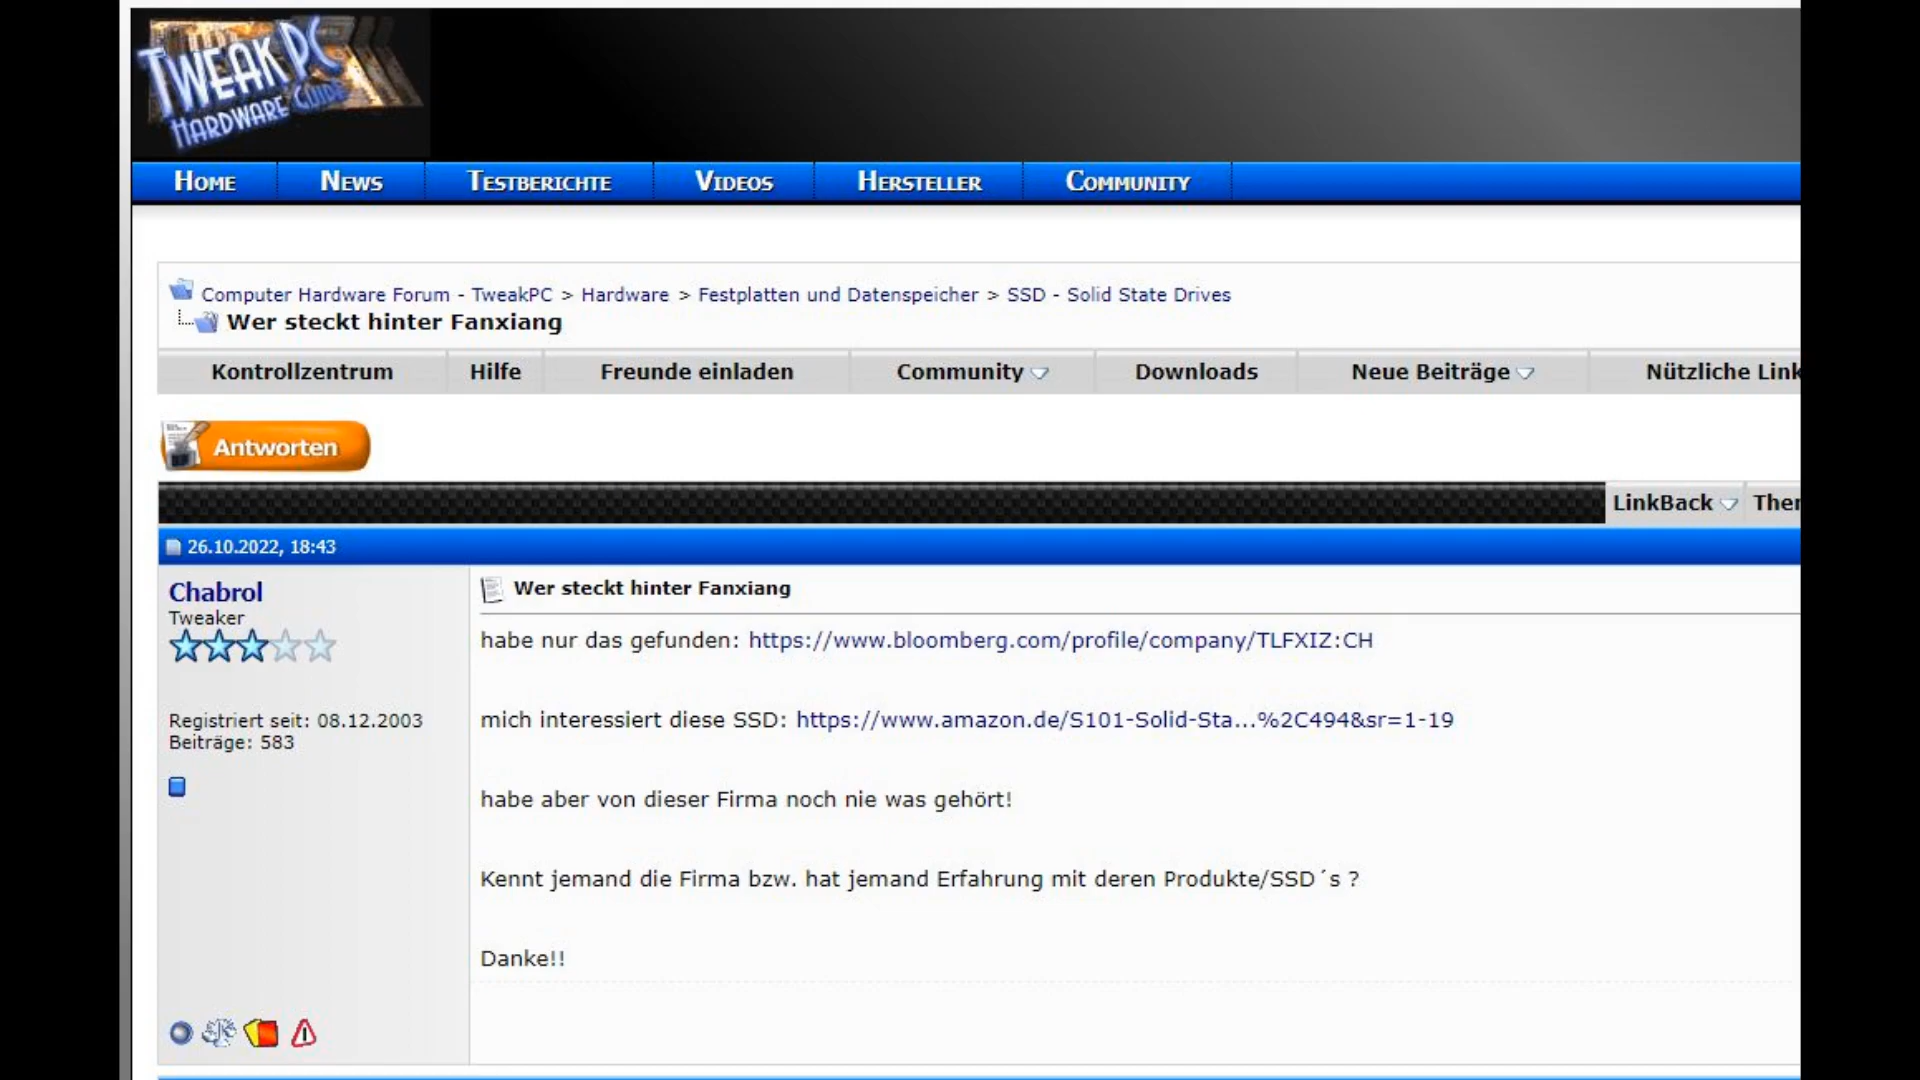 TWEAK PC
HARDWARE GUIDE
HOME NEWS TESTBERICHTE VIDEOS HERSTELLER COMMUNITY
Computer Hardware Forum - TweakPC > Hardware > Festplatten und Datenspeicher > SSD - Solid State Drives
Wer steckt hinter Fanxiang
Kontrollzentrum Hilfe Freunde einladen Community Downloads Neue Beiträge Nützliche Link
Antworten
LinkBack Ther
26.10.2022, 18:43
Chabrol
Tweaker
Registriert seit: 08.12.2003
Beiträge: 583
Wer steckt hinter Fanxiang
habe nur das gefunden: https://www.bloomberg.com/profile/company/TLFXIZ:CH
mich interessiert diese SSD: https://www.amazon.de/S101-Solid-Sta...%2C494&sr=1-19
habe aber von dieser Firma noch nie was gehört!
Kennt jemand die Firma bzw. hat jemand Erfahrung mit deren Produkte/SSD´s ?
Danke!!